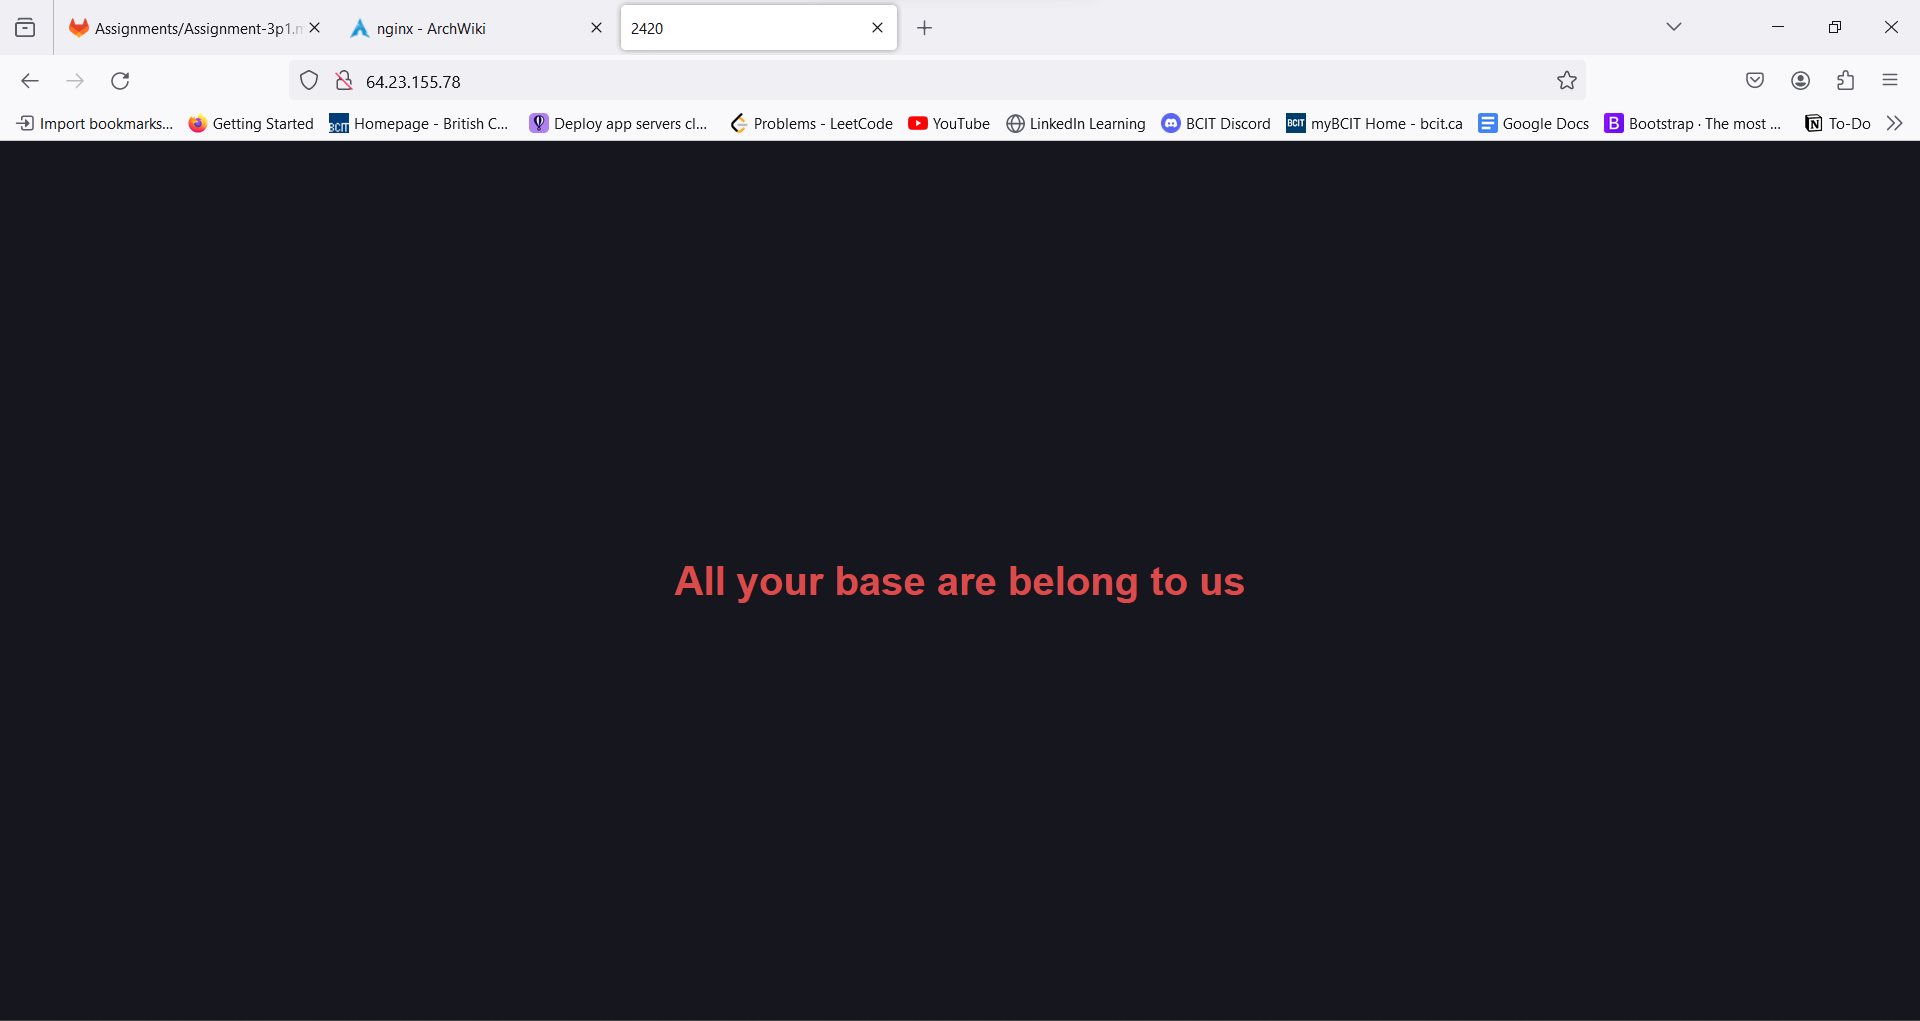 Assignments/Assignment-3p1.m
nginx - ArchWiki
2420
64.23.155.78
Import bookmarks...
Getting Started
BCIT
Homepage - British C...
Deploy app servers cl...
Problems - LeetCode
YouTube
LinkedIn Learning
BCIT Discord
BCIT
myBCIT Home - bcit.ca
Google Docs
B
Bootstrap · The most ...
N
To-Do
All your base are belong to us